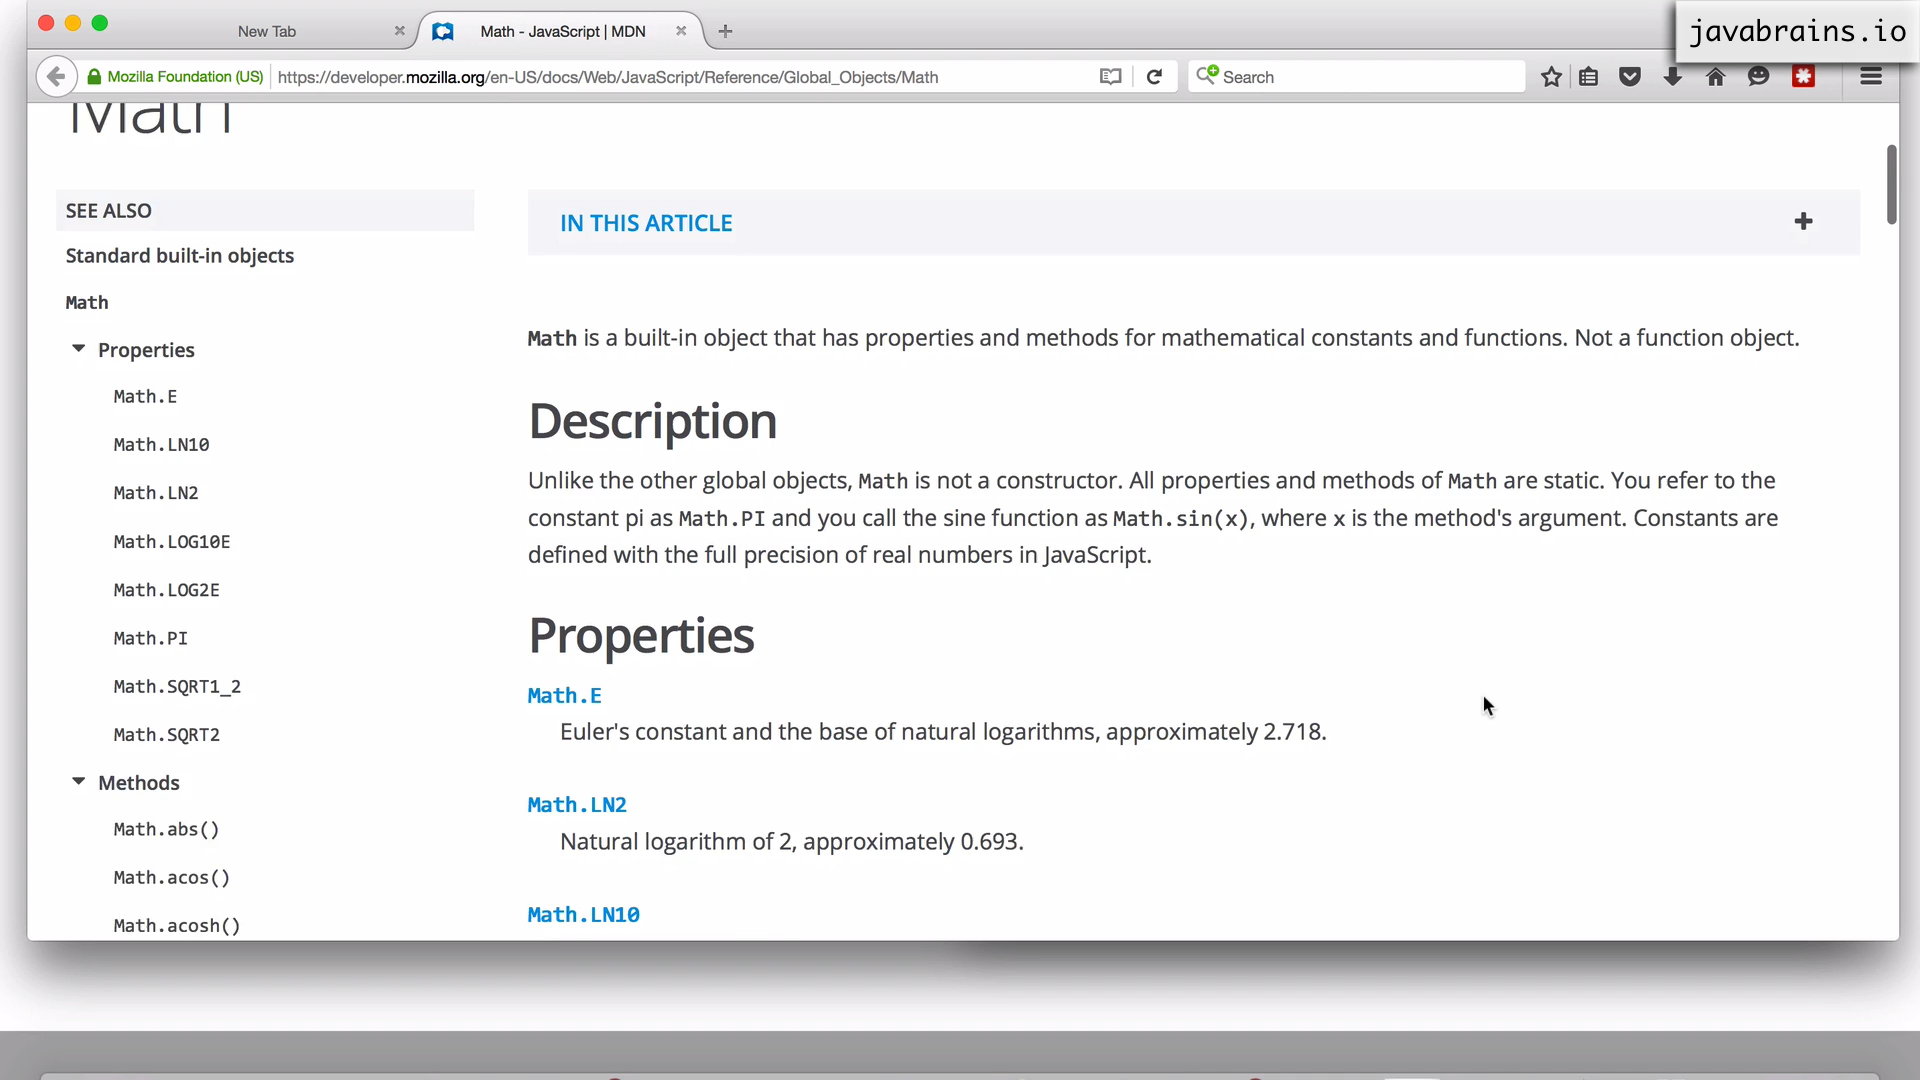 New Tab
Math - JavaScript | MDN
javabrains.io
Mozilla Foundation (US)
https://developer.mozilla.org/en-US/docs/Web/JavaScript/Reference/Global_Objects/Math
Search
Math
SEE ALSO
Standard built-in objects
Math
Properties
Math.E
Math.LN10
Math.LN2
Math.LOG10E
Math.LOG2E
Math.PI
Math.SQRT1_2
Math.SQRT2
Methods
Math.abs()
Math.acos()
Math.acosh()
IN THIS ARTICLE
Math is a built-in object that has properties and methods for mathematical constants and functions. Not a function object.
Description
Unlike the other global objects, Math is not a constructor. All properties and methods of Math are static. You refer to the
constant pi as Math.PI and you call the sine function as Math.sin(x), where x is the method's argument. Constants are
defined with the full precision of real numbers in JavaScript.
Properties
Math.E
Euler's constant and the base of natural logarithms, approximately 2.718.
Math.LN2
Natural logarithm of 2, approximately 0.693.
Math.LN10